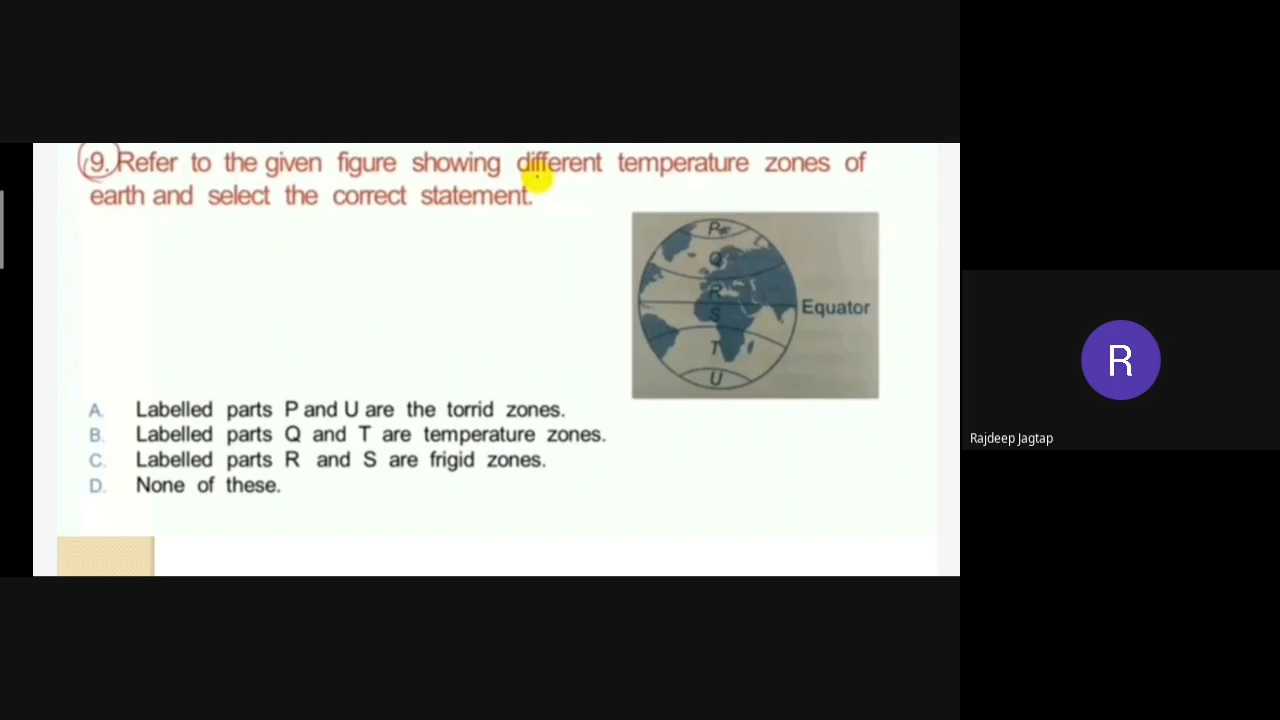 9. Refer to the given figure showing different temperature zones of
earth and select the correct statement.
P
Q
R
Equator
S
T
U
A. Labelled parts P and U are the torrid zones.
B. Labelled parts Q and T are temperature zones.
C. Labelled parts R and S are frigid zones.
D. None of these.
R
Rajdeep Jagtap